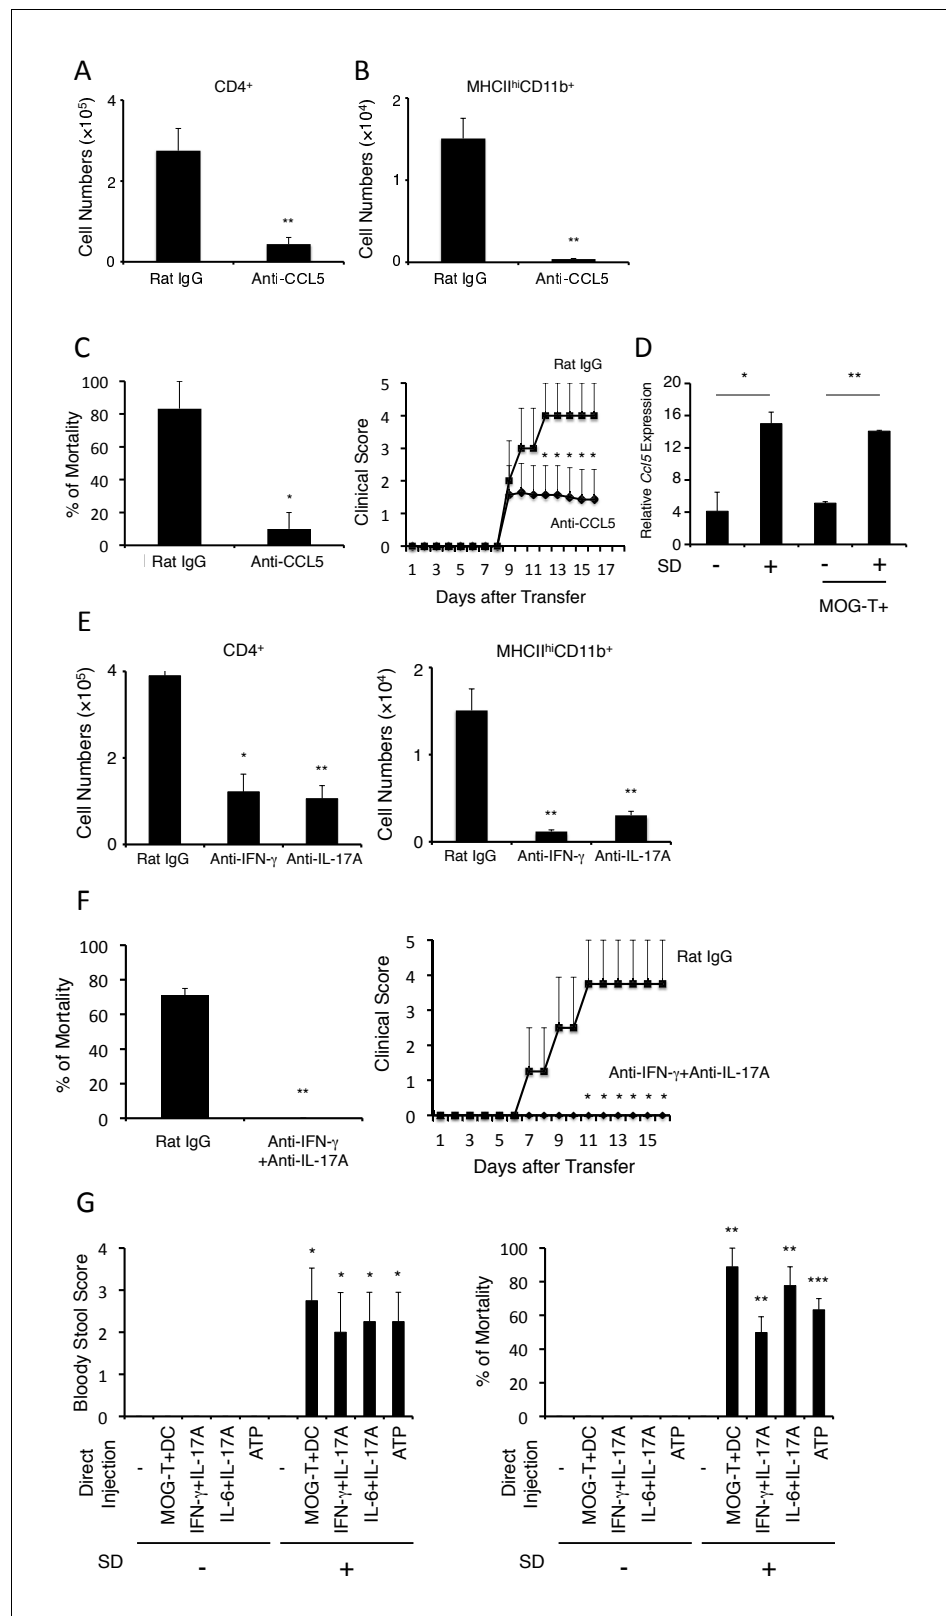 A
CD4⁺
Cell Numbers (×10⁵)
4
2
0
**
Rat IgG
Anti-CCL5
B
MHCIIʰⁱCD11b⁺
Cell Numbers (×10⁴)
2
1
0
**
Rat IgG
Anti-CCL5
C
% of Mortality
100
80
60
40
20
0
*
Rat IgG
Anti-CCL5
Clinical Score
5
4
3
2
1
0
Rat IgG
* * * * *
Anti-CCL5
1 3 5 7 9 11 13 15 17
Days after Transfer
D
Relative Ccl5 Expression
20
16
12
8
4
0
*
**
SD - + - +
MOG-T+
E
CD4⁺
Cell Numbers (×10⁵)
4
2
0
*
**
Rat IgG Anti-IFN-γ Anti-IL-17A
MHCIIʰⁱCD11b⁺
Cell Numbers (×10⁴)
2
1
0
**
**
Rat IgG Anti-IFN-γ Anti-IL-17A
F
% of Mortality
100
80
60
40
20
0
**
Rat IgG
Anti-IFN-γ
+Anti-IL-17A
Clinical Score
5
4
3
2
1
0
Rat IgG
Anti-IFN-γ+Anti-IL-17A
* * * * * *
1 3 5 7 9 11 13 15
Days after Transfer
G
Bloody Stool Score
4
3
2
1
0
* * * *
Direct
Injection
-
MOG-T+DC
IFN-γ+IL-17A
IL-6+IL-17A
ATP
-
MOG-T+DC
IFN-γ+IL-17A
IL-6+IL-17A
ATP
SD - +
% of Mortality
100
80
60
40
20
0
** ** ** ***
Direct
Injection
-
MOG-T+DC
IFN-γ+IL-17A
IL-6+IL-17A
ATP
-
MOG-T+DC
IFN-γ+IL-17A
IL-6+IL-17A
ATP
SD - +